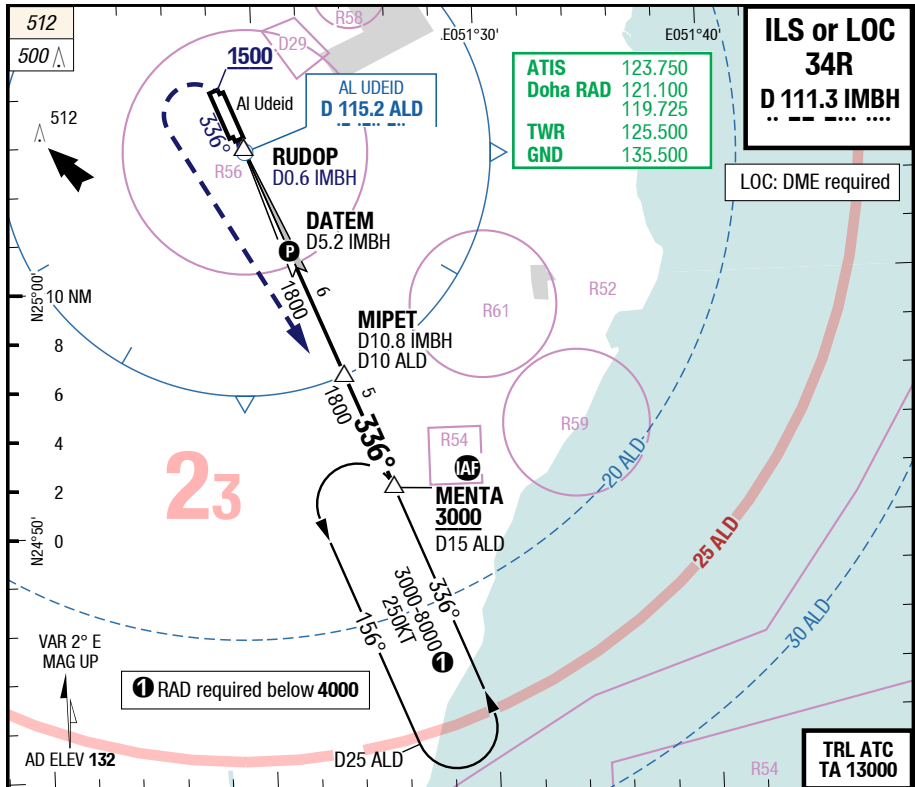 512
500
R58
D29
E051°30'
E051°40'
ILS or LOC
34R
D 111.3 IMBH
1500
Al Udeid
AL UDEID
D 115.2 ALD
ATIS 123.750
Doha RAD 121.100
119.725
TWR 125.500
GND 135.500
512
336°
R56
RUDOP
D0.6 IMBH
LOC: DME required
DATEM
D5.2 IMBH
P
6
1800
N25°00'
10 NM
8
6
4
2
0
N24°50'
R61
R52
MIPET
D10.8 IMBH
D10 ALD
5
1800
336°
R59
R54
IAF
MENTA
3000
D15 ALD
20 ALD
25 ALD
30 ALD
23
336°
3000-8000
250KT
1
156°
VAR 2° E
MAG UP
AD ELEV 132
1 RAD required below 4000
D25 ALD
R54
TRL ATC
TA 13000